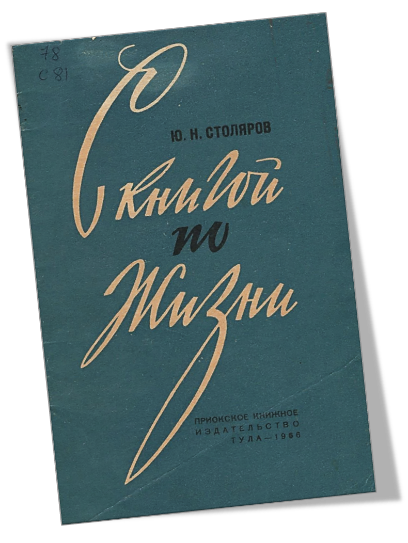 78
С 81
Ю. Н. СТОЛЯРОВ
С книгой
по
жизни
ПРИОКСКОЕ КНИЖНОЕ
ИЗДАТЕЛЬСТВО
ТУЛА—1966